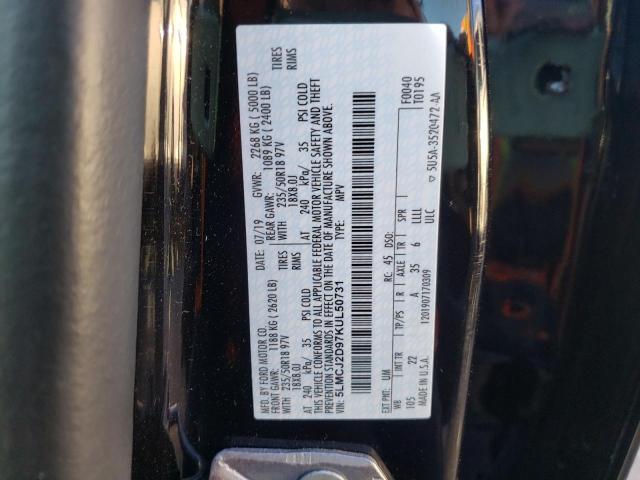 MFD. BY FORD MOTOR CO.
DATE: 07/19 GVWR: 2268 KG ( 5000 LB)
FRONT GAWR: 1188 KG ( 2620 LB) REAR GAWR: 1089 KG ( 2400 LB)
WITH 235/50R18 97V TIRES WITH 235/50R18 97V TIRES
18X8.0J RIMS 18X8.0J RIMS
AT 240 kPa/ 35 PSI COLD AT 240 kPa/ 35 PSI COLD
THIS VEHICLE CONFORMS TO ALL APPLICABLE FEDERAL MOTOR VEHICLE SAFETY AND THEFT
PREVENTION STANDARDS IN EFFECT ON THE DATE OF MANUFACTURE SHOWN ABOVE.
VIN: 5LMCJ2D97KUL50731 TYPE: MPV
F0040
T0195
EXT PNT: UM RC: 45 DSO:
WB INT TR TP/PS R AXLE TR SPR
105 22 A 35 6 LLLL
▽ 5U5A-3520472-AA
ULC
MADE IN U.S.A. 1201907170309